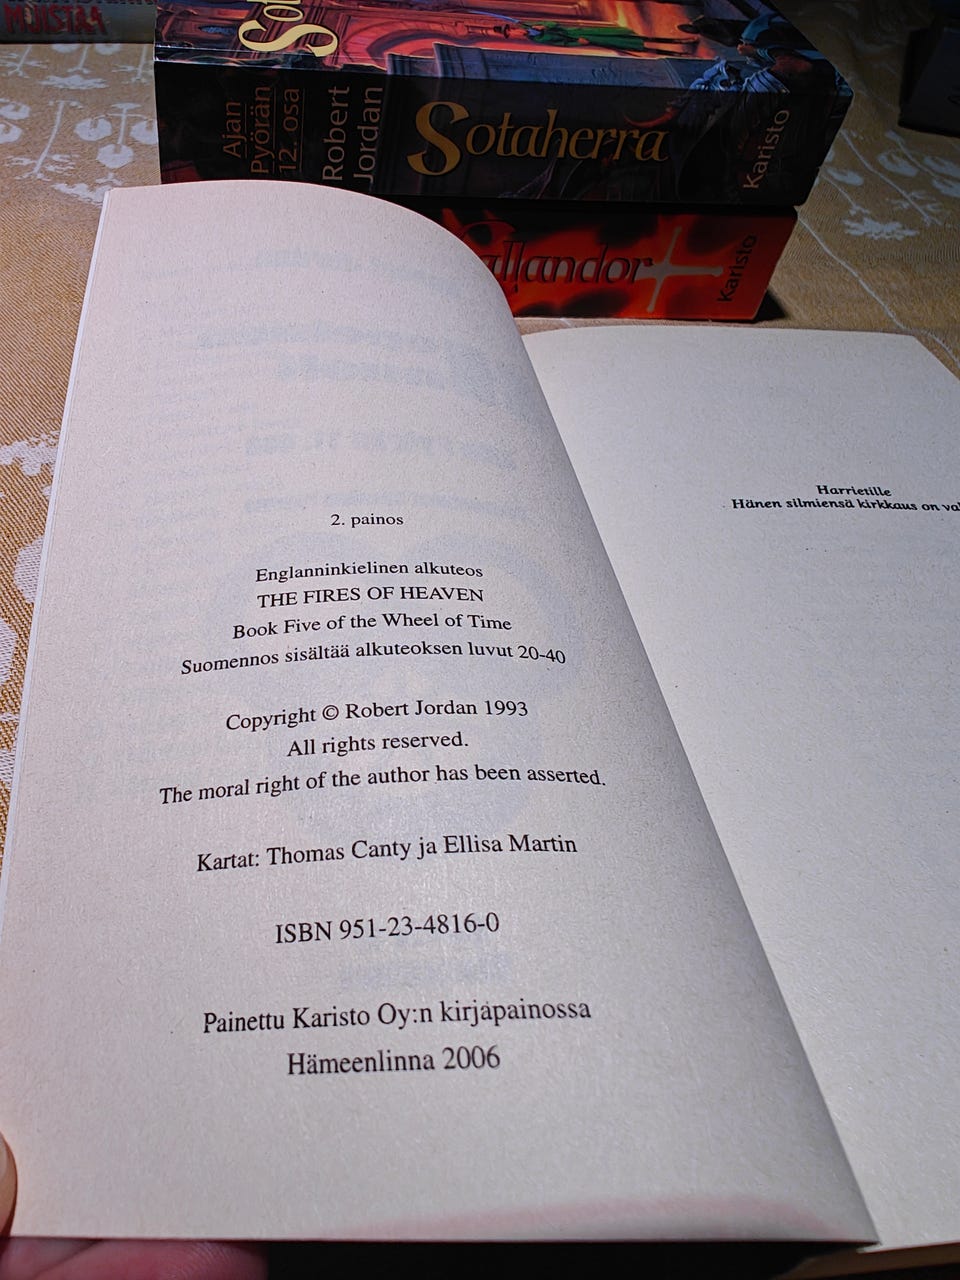 MUISTAA
Ajan
Pyörän
12. osa
Robert
Jordan
Sotaherra
Karisto
allandor
Karisto
2. painos
Englanninkielinen alkuteos
THE FIRES OF HEAVEN
Book Five of the Wheel of Time
Suomennos sisältää alkuteoksen luvut 20-40
Copyright © Robert Jordan 1993
All rights reserved.
The moral right of the author has been asserted.
Kartat: Thomas Canty ja Ellisa Martin
ISBN 951-23-4816-0
Painettu Karisto Oy:n kirjapainossa
Hämeenlinna 2006
Harrietille
Hänen silmiensä kirkkaus on